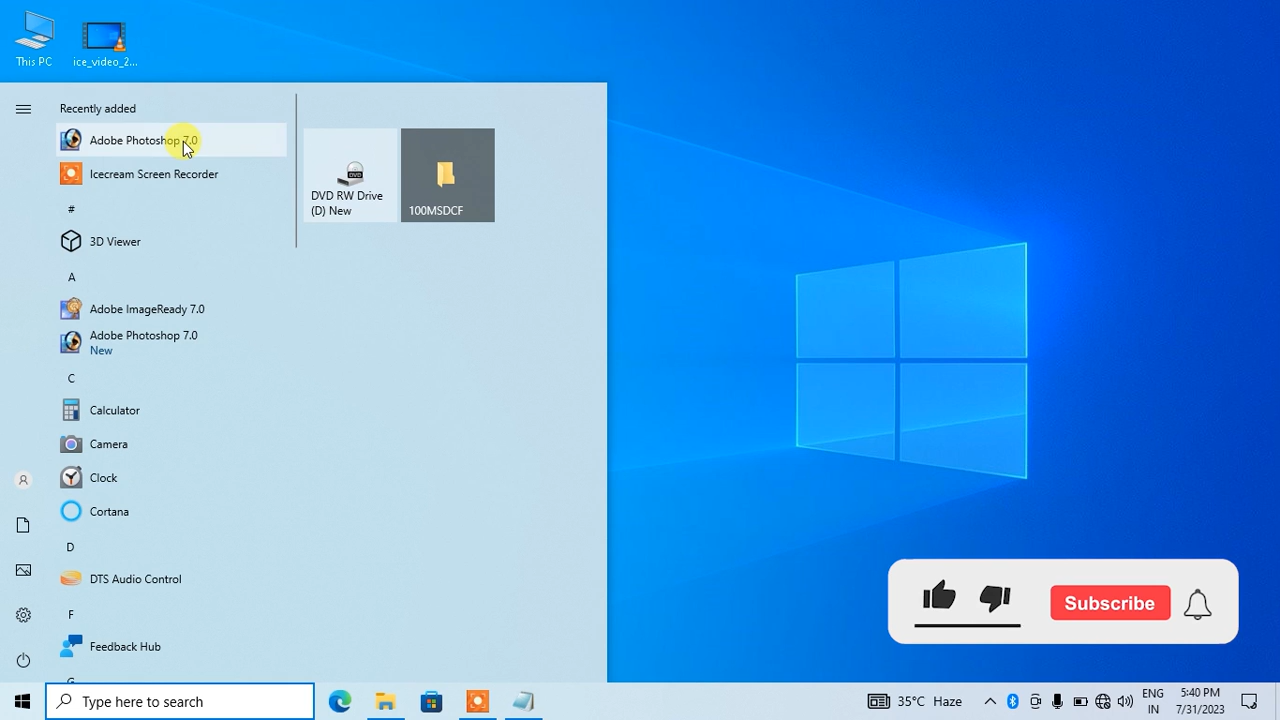 This PC
ice_video_2...
Recently added
Adobe Photoshop 7.0
Icecream Screen Recorder
#
3D Viewer
A
Adobe ImageReady 7.0
Adobe Photoshop 7.0
New
C
Calculator
Camera
Clock
Cortana
D
DTS Audio Control
F
Feedback Hub
DVD RW Drive
(D) New
100MSDCF
Subscribe
Type here to search
35°C Haze
ENG
IN
5:40 PM
7/31/2023